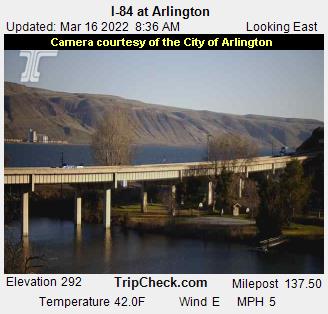 I-84 at Arlington
Updated: Mar 16 2022 8:36 AM Looking East
Camera courtesy of the City of Arlington
Elevation 292 TripCheck.com Milepost 137.50
Temperature 42.0F Wind E MPH 5